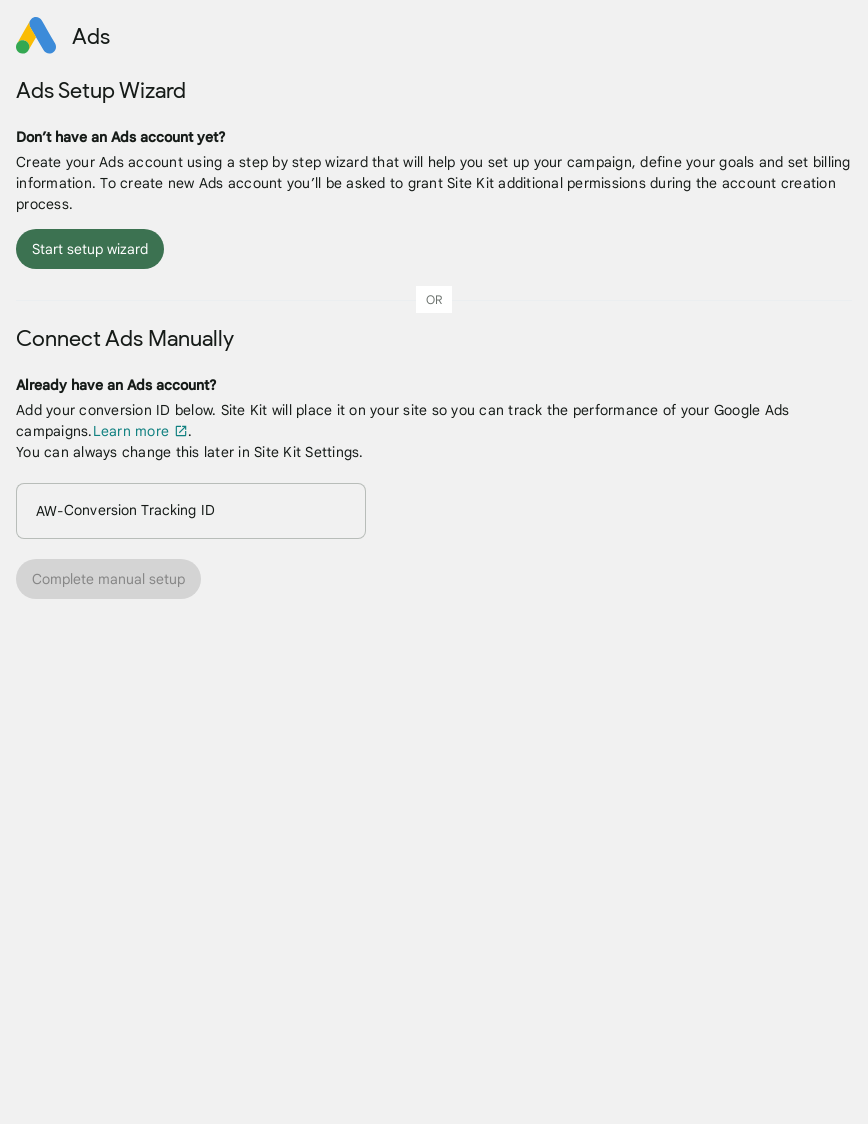 Ads
Ads Setup Wizard
Don’t have an Ads account yet?
Create your Ads account using a step by step wizard that will help you set up your campaign, define your goals and set billing
information. To create new Ads account you’ll be asked to grant Site Kit additional permissions during the account creation
process.
Start setup wizard
OR
Connect Ads Manually
Already have an Ads account?
Add your conversion ID below. Site Kit will place it on your site so you can track the performance of your Google Ads
campaigns.Learn more .
You can always change this later in Site Kit Settings.
AW-Conversion Tracking ID
Complete manual setup